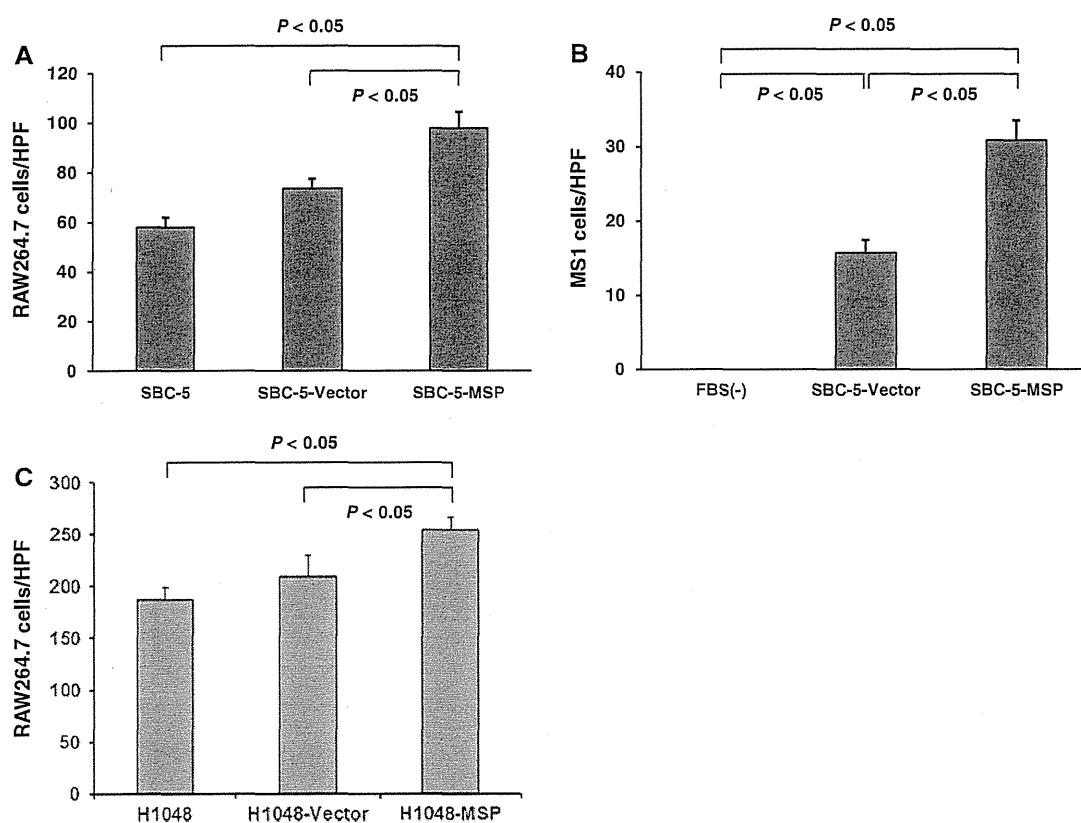 A
P < 0.05
P < 0.05
RAW264.7 cells/HPF
120
100
80
60
40
20
0
SBC-5
SBC-5-Vector
SBC-5-MSP
B
P < 0.05
P < 0.05
P < 0.05
MS1 cells/HPF
40
30
20
10
0
FBS(-)
SBC-5-Vector
SBC-5-MSP
C
P < 0.05
P < 0.05
RAW264.7 cells/HPF
300
250
200
150
100
50
0
H1048
H1048-Vector
H1048-MSP